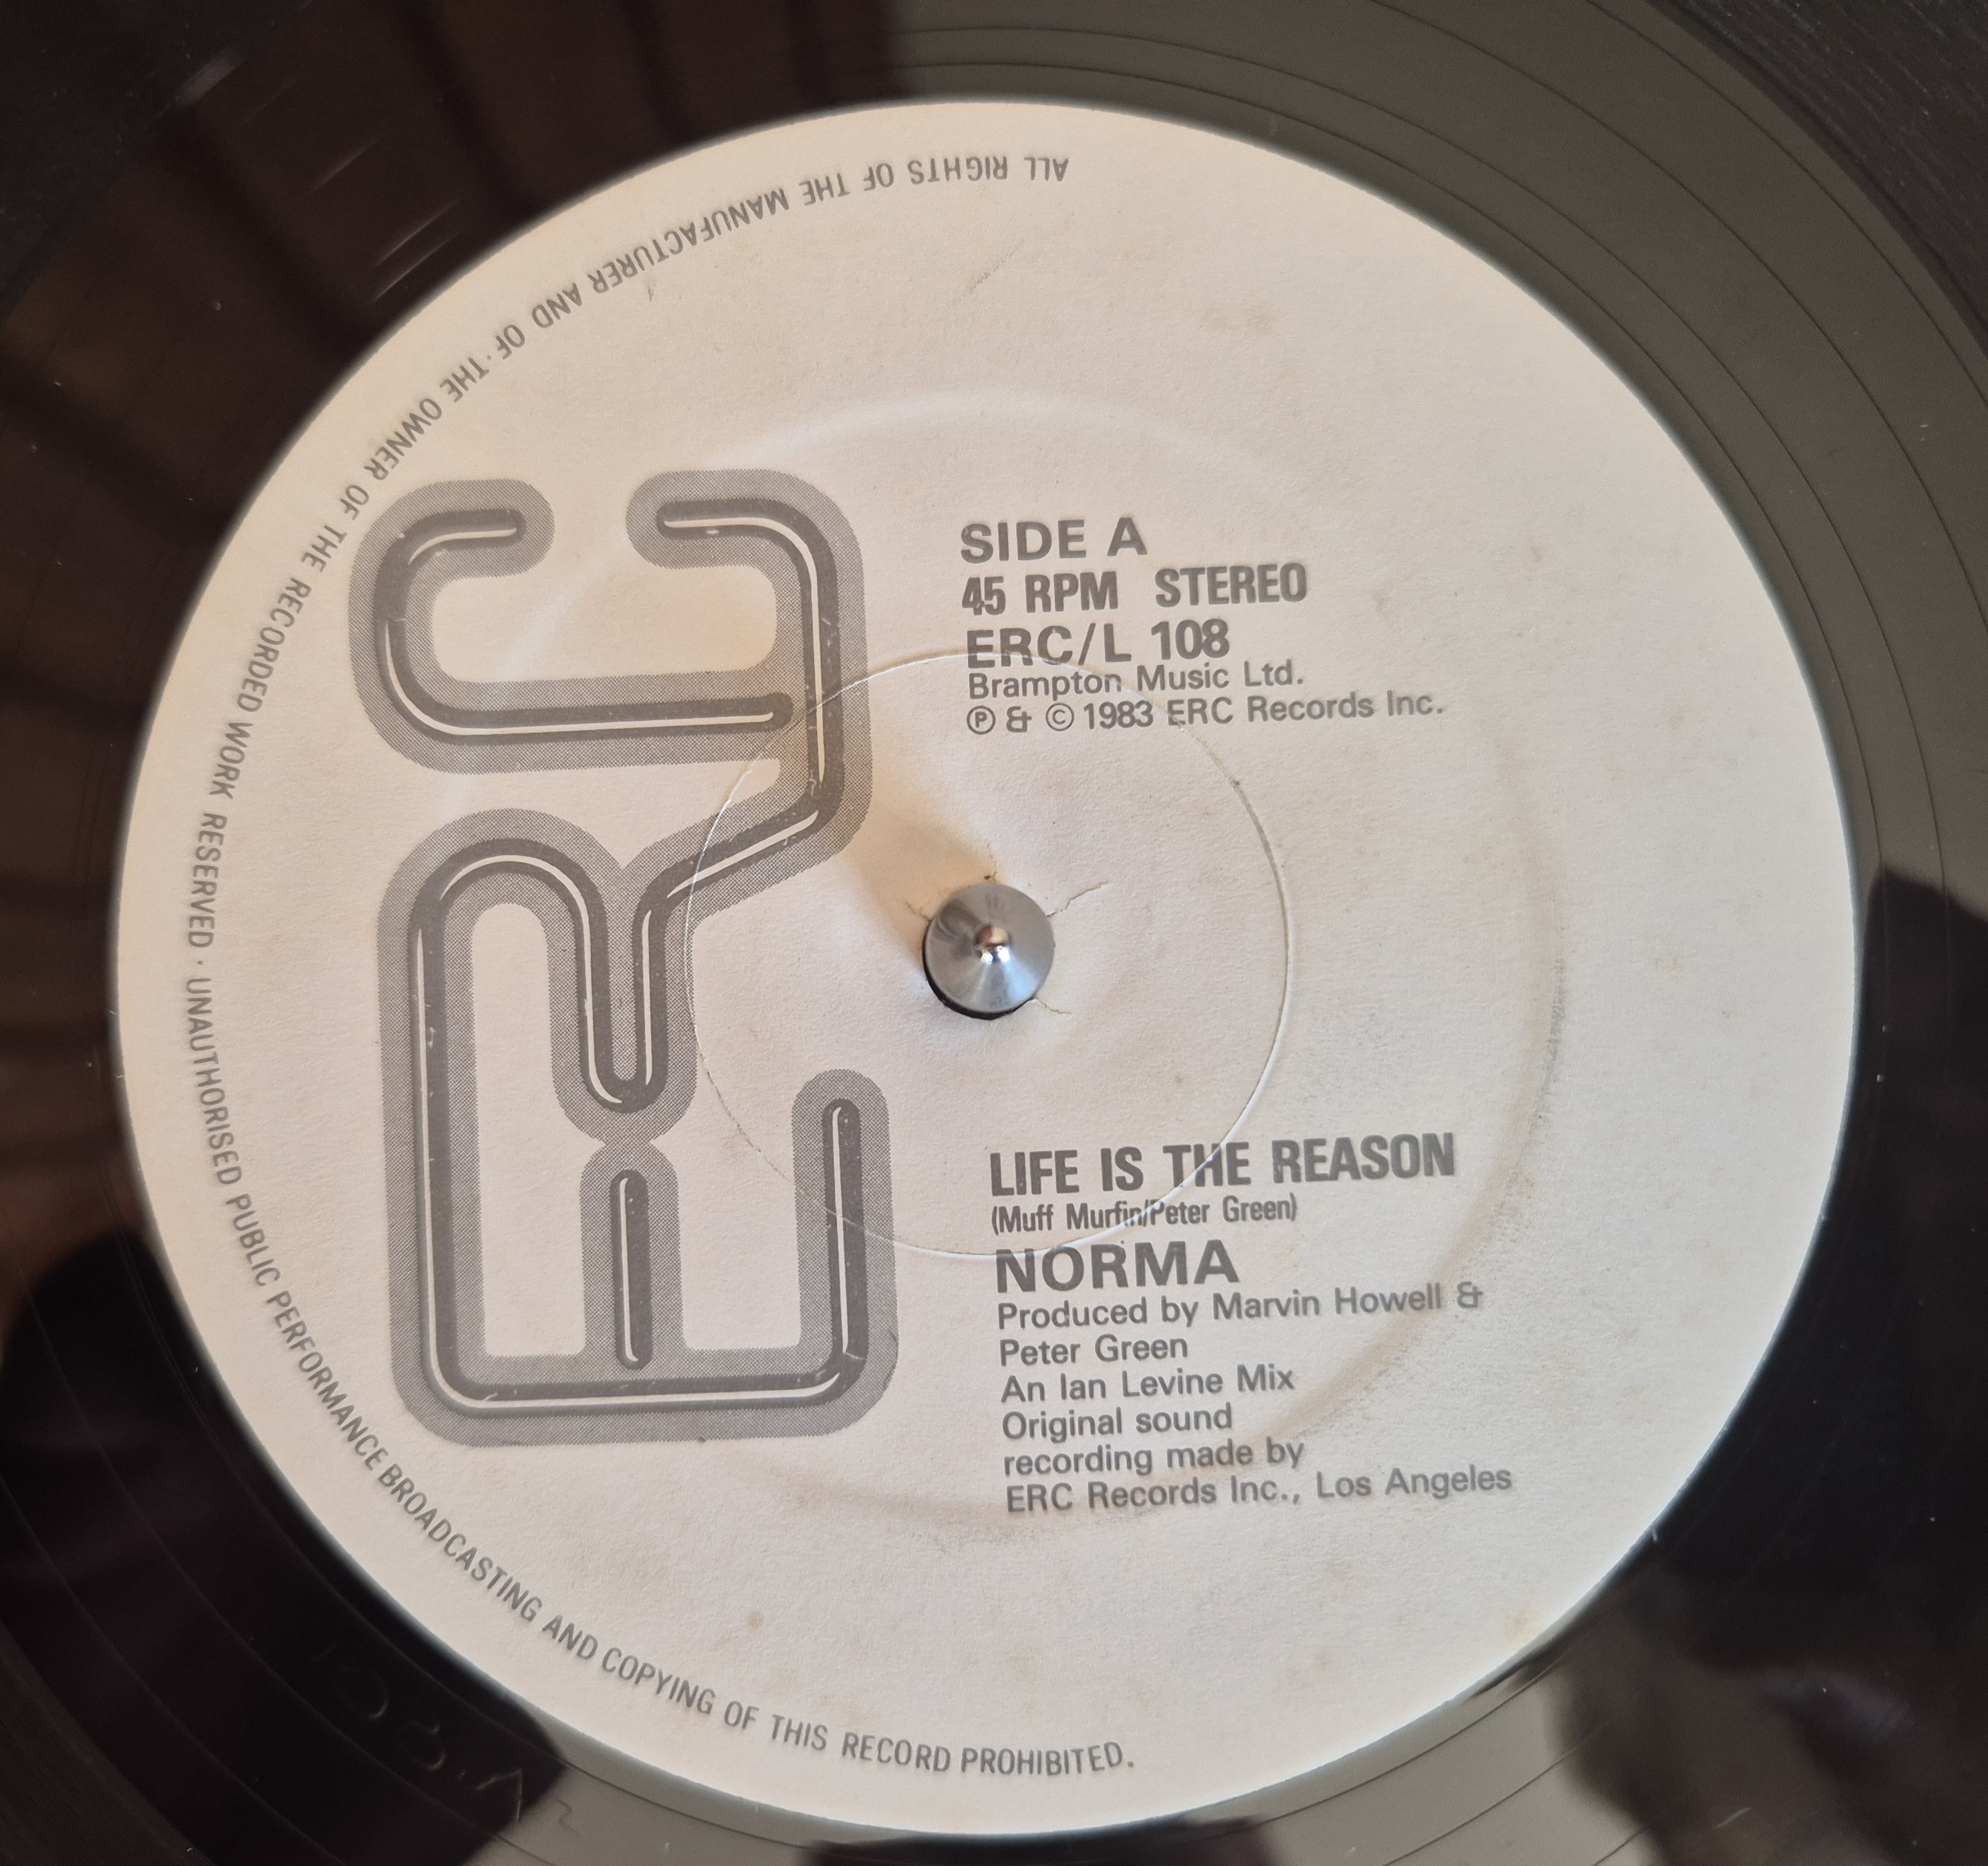 ALL RIGHTS OF THE MANUFACTURER AND OF THE OWNER OF THE RECORDED WORK RESERVED · UNAUTHORISED PUBLIC PERFORMANCE BROADCASTING AND COPYING OF THIS RECORD PROHIBITED.
ERC
SIDE A
45 RPM STEREO
ERC/L 108
Brampton Music Ltd.
℗ & © 1983 ERC Records Inc.
LIFE IS THE REASON
(Muff Murfin/Peter Green)
NORMA
Produced by Marvin Howell &
Peter Green
An Ian Levine Mix
Original sound
recording made by
ERC Records Inc., Los Angeles